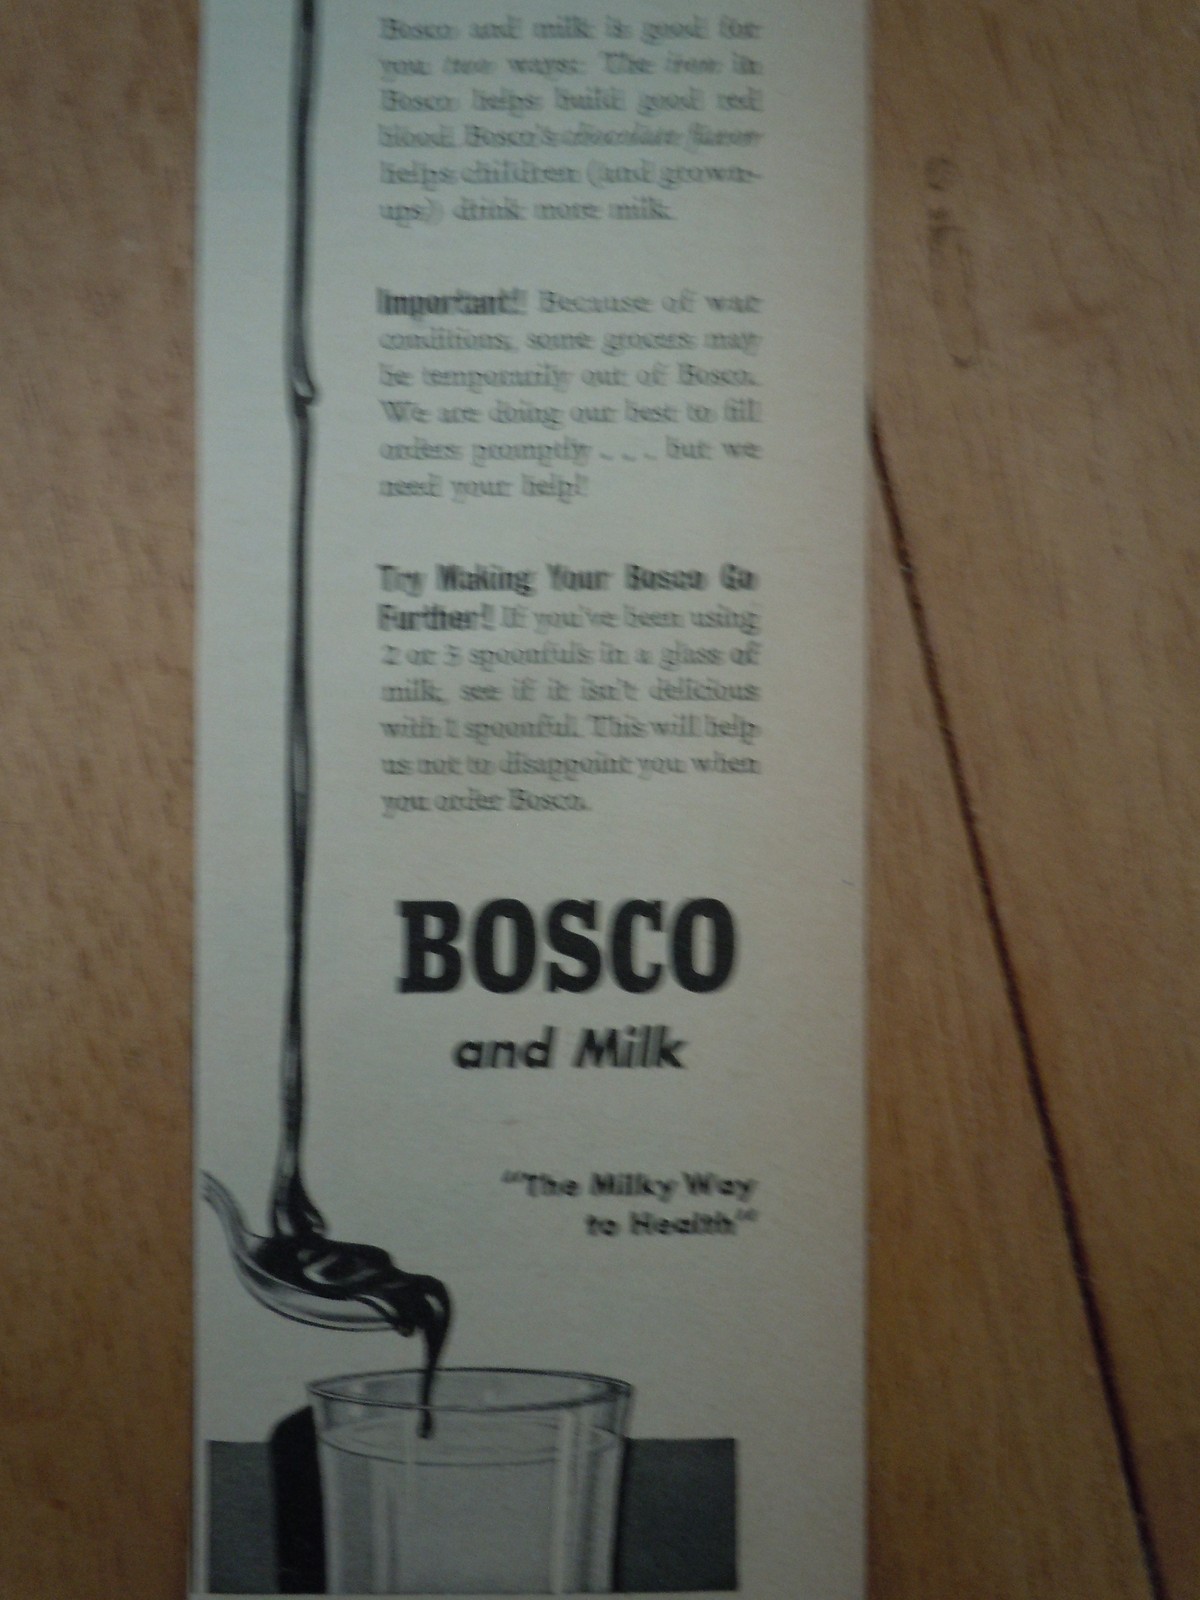 Bosco and milk is good for
you two ways: The iron in
Bosco helps build good red
blood. Bosco's chocolate flavor
helps children (and grown-
ups) drink more milk.
Important! Because of war
conditions, some grocers may
be temporarily out of Bosco.
We are doing our best to fill
orders promptly . . . but we
need your help!
Try Making Your Bosco Go
Further! If you've been using
2 or 3 spoonfuls in a glass of
milk, see if it isn't delicious
with 1 spoonful. This will help
us not to disappoint you when
you order Bosco.
BOSCO
and Milk
"The Milky Way
to Health"